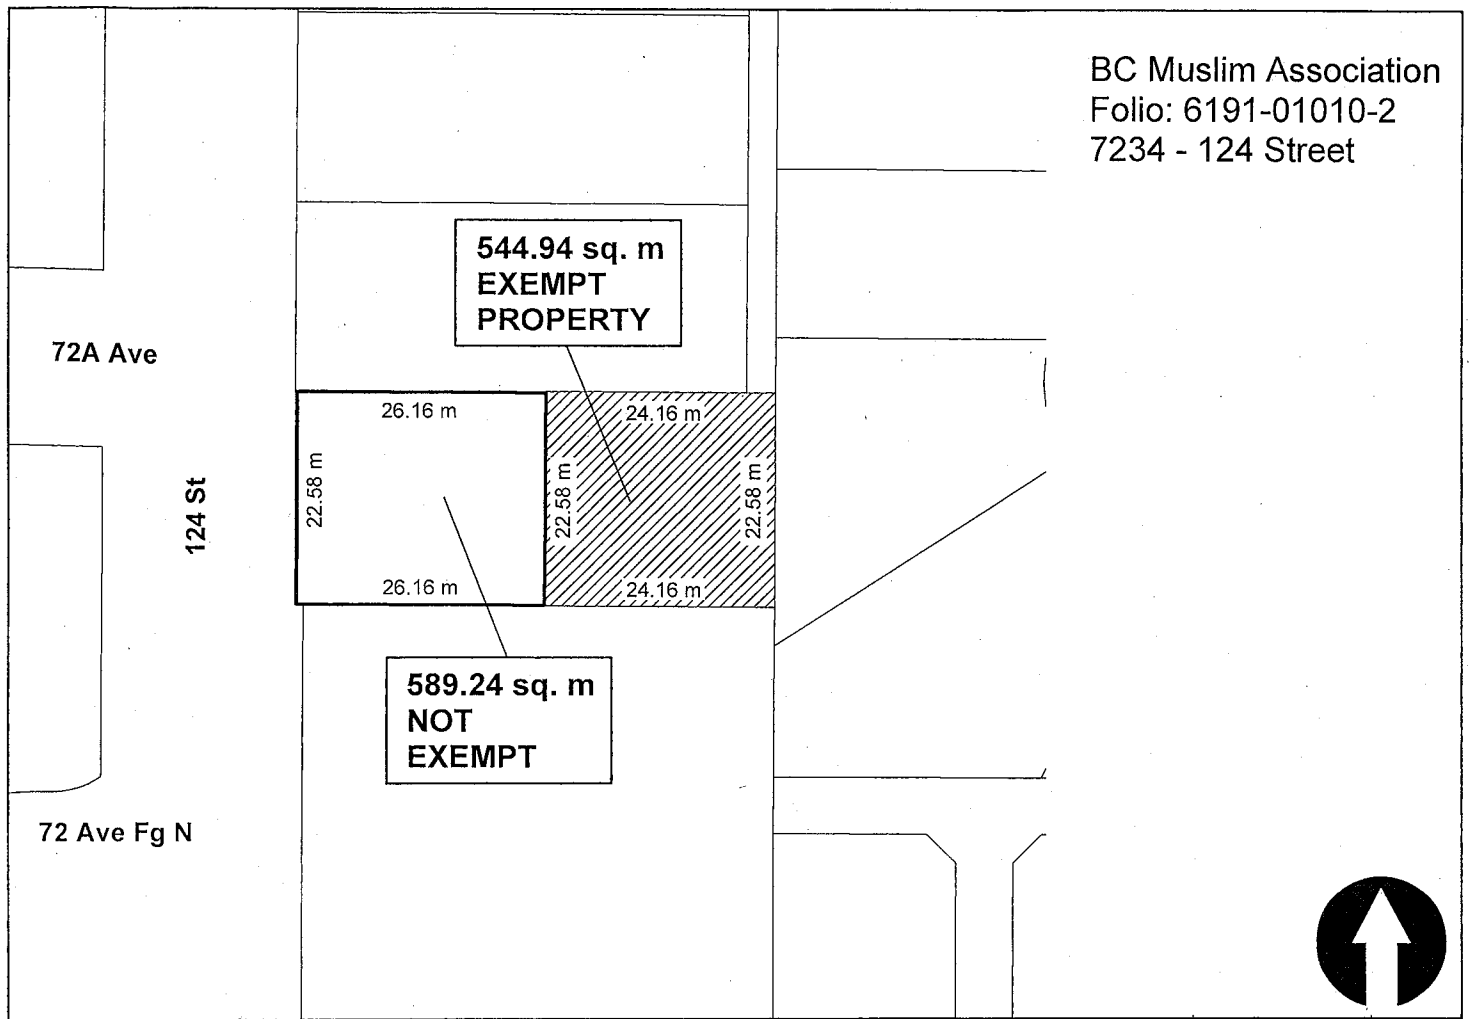 BC Muslim Association
Folio: 6191-01010-2
7234 - 124 Street
544.94 sq. m
EXEMPT
PROPERTY
72A Ave
26.16 m
24.16 m
22.58 m
22.58 m
22.58 m
124 St
26.16 m
24.16 m
589.24 sq. m
NOT
EXEMPT
72 Ave Fg N